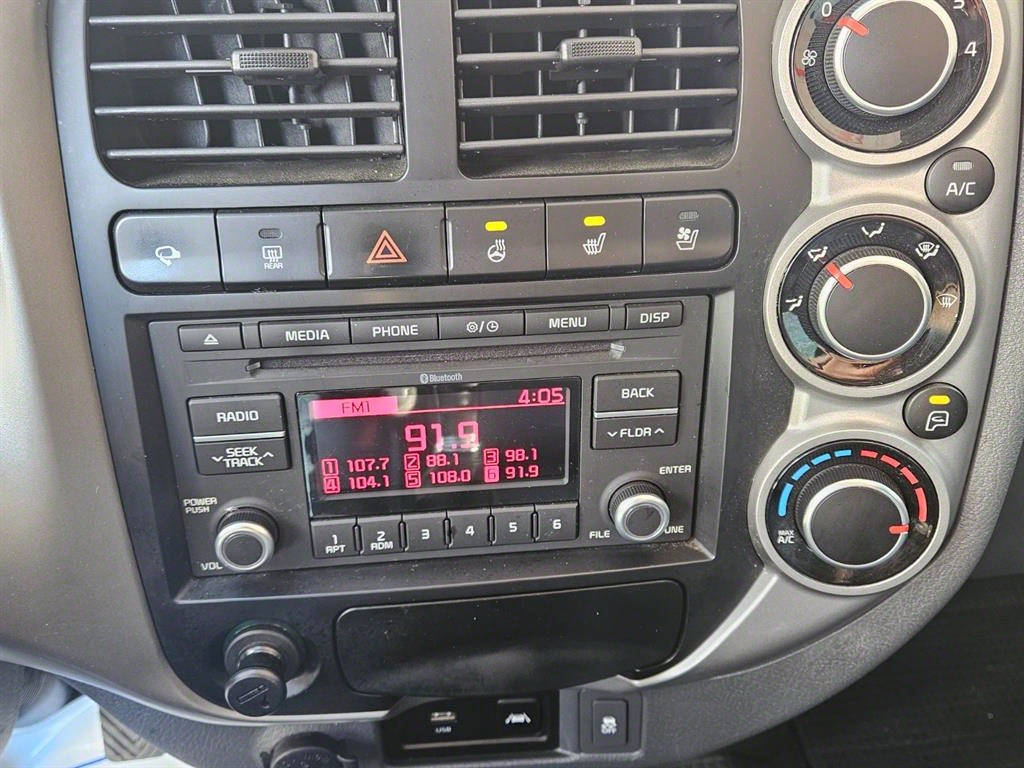 0
4
A/C
REAR
MEDIA
PHONE
MENU
DISP
Bluetooth
RADIO
SEEK
TRACK
FM1
4:05
91.9
1 107.7 2 88.1 3 98.1
4 104.1 5 108.0 6 91.9
BACK
FLDR
POWER
PUSH
VOL
ENTER
FILE
1 2 3 4 5 6
RPT RDM
MAX
A/C
USB
OFF